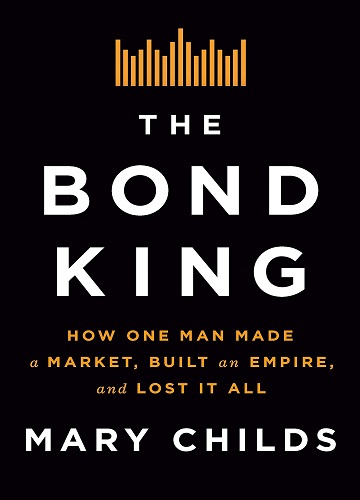 THE
BOND
KING
HOW ONE MAN MADE
a MARKET, BUILT an EMPIRE,
and LOST IT ALL
MARY CHILDS